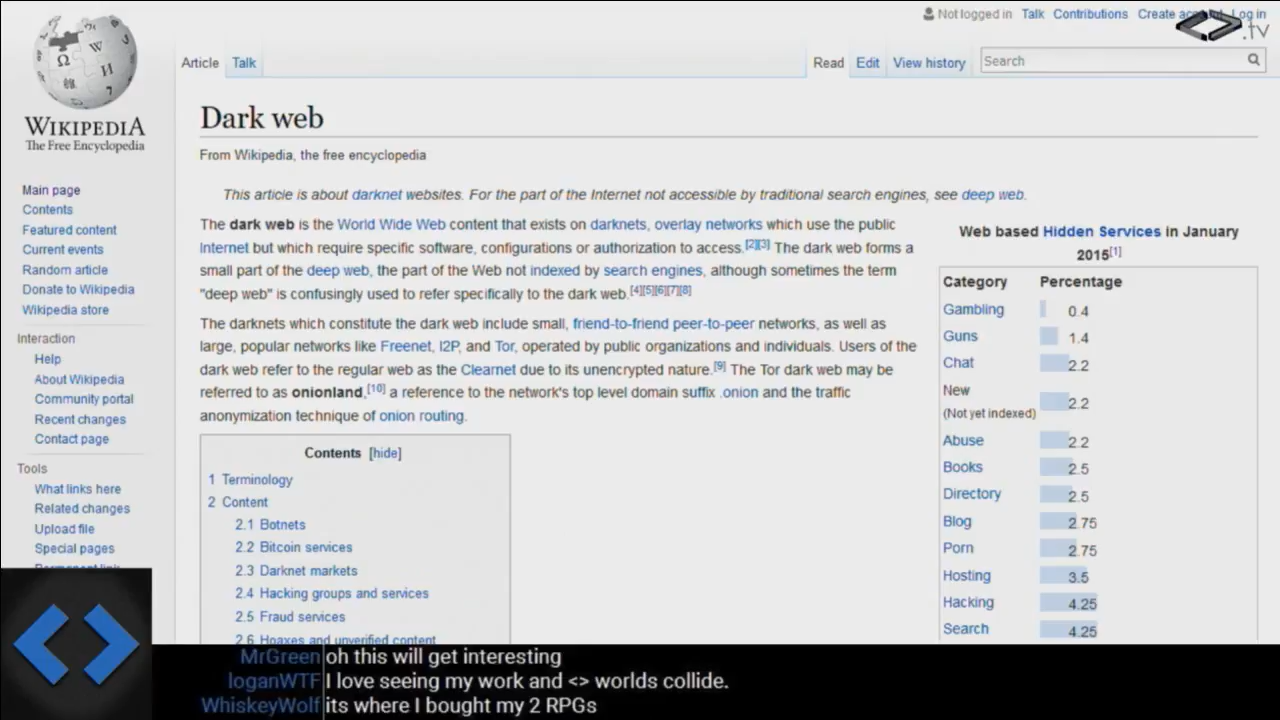 Not logged in Talk Contributions Create Log in
.tv
Article Talk
Read Edit View history
Search
WIKIPEDIA
The Free Encyclopedia
Dark web
From Wikipedia, the free encyclopedia
This article is about darknet websites. For the part of the Internet not accessible by traditional search engines, see deep web.
The dark web is the World Wide Web content that exists on darknets, overlay networks which use the public
Internet but which require specific software, configurations or authorization to access.[2][3] The dark web forms a
small part of the deep web, the part of the Web not indexed by search engines, although sometimes the term
"deep web" is confusingly used to refer specifically to the dark web.[4][5][6][7][8]
The darknets which constitute the dark web include small, friend-to-friend peer-to-peer networks, as well as
large, popular networks like Freenet, I2P, and Tor, operated by public organizations and individuals. Users of the
dark web refer to the regular web as the Clearnet due to its unencrypted nature.[9] The Tor dark web may be
referred to as onionland,[10] a reference to the network's top level domain suffix .onion and the traffic
anonymization technique of onion routing.
Contents [hide]
1 Terminology
2 Content
2.1 Botnets
2.2 Bitcoin services
2.3 Darknet markets
2.4 Hacking groups and services
2.5 Fraud services
2.6 Hoaxes and unverified content
Web based Hidden Services in January
2015[1]
Category Percentage
Gambling 0.4
Guns 1.4
Chat 2.2
New
(Not yet indexed) 2.2
Abuse 2.2
Books 2.5
Directory 2.5
Blog 2.75
Porn 2.75
Hosting 3.5
Hacking 4.25
Search 4.25
Main page
Contents
Featured content
Current events
Random article
Donate to Wikipedia
Wikipedia store
Interaction
Help
About Wikipedia
Community portal
Recent changes
Contact page
Tools
What links here
Related changes
Upload file
Special pages
MrGreen oh this will get interesting
loganWTF I love seeing my work and <> worlds collide.
WhiskeyWolf its where I bought my 2 RPGs